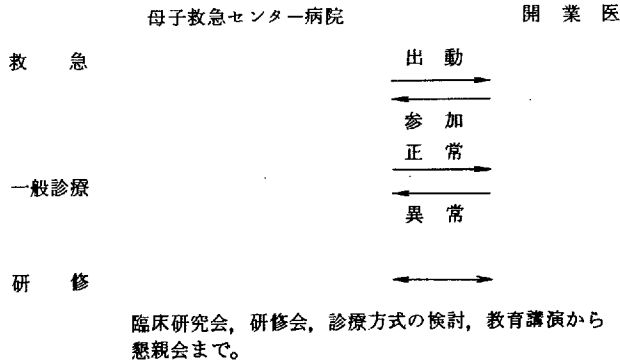 母子救急センター病院 開業医
救急 出動
参加
正常
一般診療
異常
研修
臨床研究会，研修会，診療方式の検討，教育講演から
懇親会まで。